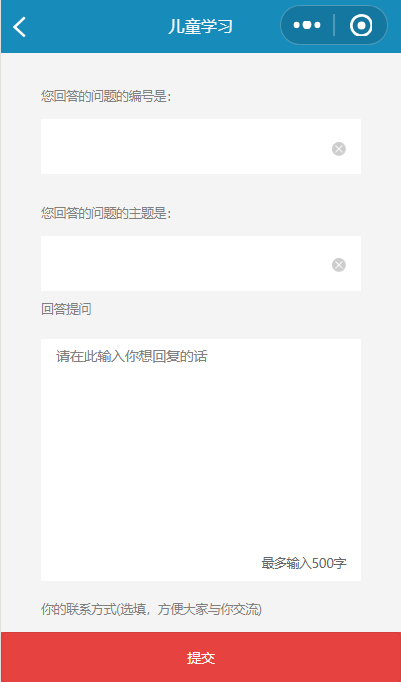 儿童学习
您回答的问题的编号是：
您回答的问题的主题是：
回答提问
请在此输入你想回复的话
最多输入500字
你的联系方式(选填，方便大家与你交流)
提交